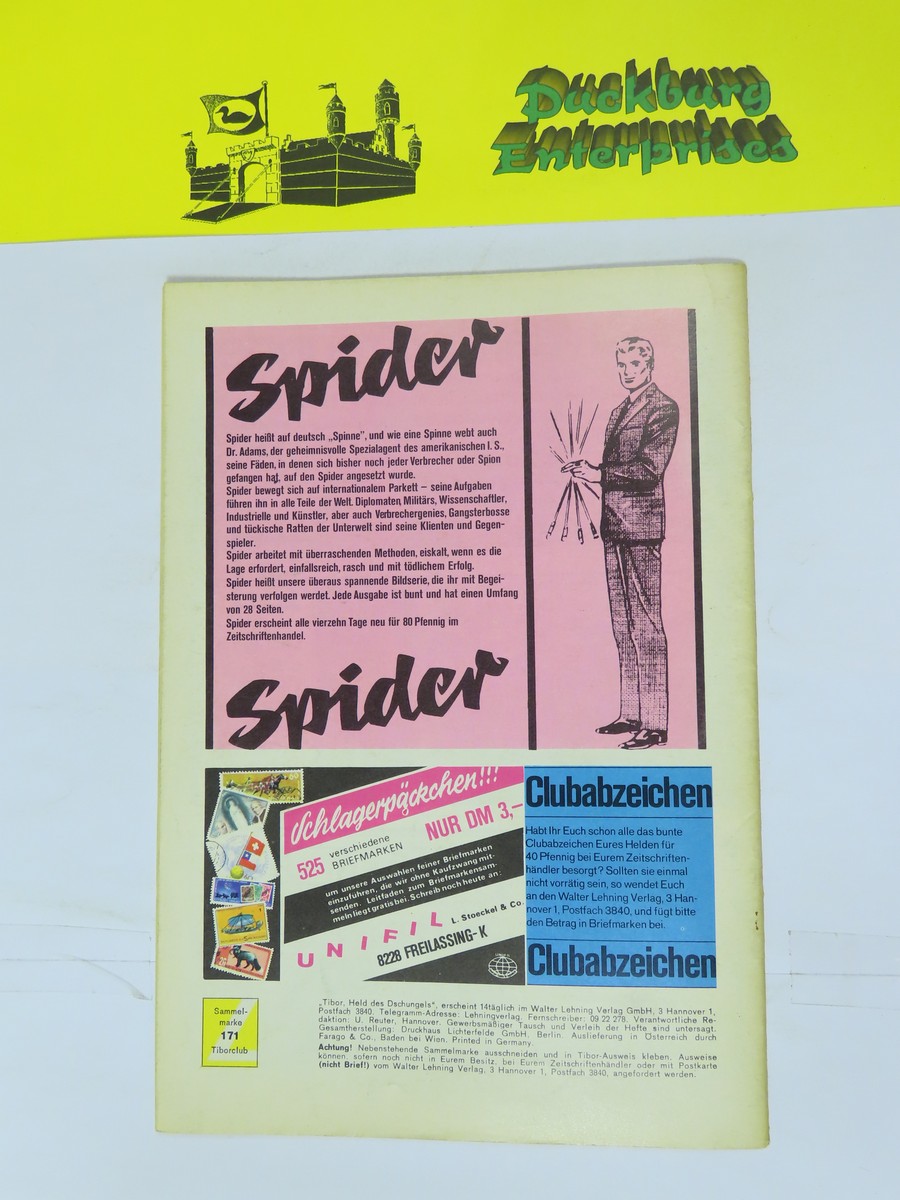 Duckburg
Enterprises
Spider
Spider heißt auf deutsch „Spinne", und wie eine Spinne webt auch
Dr. Adams, der geheimnisvolle Spezialagent des amerikanischen I. S.,
seine Fäden, in denen sich bisher noch jeder Verbrecher oder Spion
gefangen hat, auf den Spider angesetzt wurde.
Spider bewegt sich auf internationalem Parkett – seine Aufgaben
führen ihn in alle Teile der Welt. Diplomaten, Militärs, Wissenschaftler,
Industrielle und Künstler, aber auch Verbrechergenies, Gangsterbosse
und tückische Ratten der Unterwelt sind seine Klienten und Gegen-
spieler.
Spider arbeitet mit überraschenden Methoden, eiskalt, wenn es die
Lage erfordert, einfallsreich, rasch und mit tödlichem Erfolg.
Spider heißt unsere überaus spannende Bildserie, die ihr mit Begei-
sterung verfolgen werdet. Jede Ausgabe ist bunt und hat einen Umfang
von 28 Seiten.
Spider erscheint alle vierzehn Tage neu für 80 Pfennig im
Zeitschriftenhandel.
Spider
Schlagerpäckchen!!!
525 verschiedene
BRIEFMARKEN
NUR DM 3,–
um unsere Auswahlen feiner Briefmarken
einzuführen, die wir ohne Kaufzwang mit-
senden. Leitfaden zum Briefmarkensam-
meln liegt gratis bei. Schreib noch heute an:
UNIFIL L. Stoeckel & Co.
8228 FREILASSING-K
Clubabzeichen
Habt Ihr Euch schon alle das bunte
Clubabzeichen Eures Helden für
40 Pfennig bei Eurem Zeitschriften-
händler besorgt? Sollten sie einmal
nicht vorrätig sein, so wendet Euch
an den Walter Lehning Verlag, 3 Han-
nover 1, Postfach 3840, und fügt bitte
den Betrag in Briefmarken bei.
Clubabzeichen
Sammel-
marke
171
Tiborclub
„Tibor, Held des Dschungels", erscheint 14täglich im Walter Lehning Verlag GmbH, 3 Hannover 1,
Postfach 3840. Telegramm-Adresse: Lehningverlag. Fernschreiber: 09 22 278. Verantwortliche Re-
daktion: U. Reuter, Hannover. Gewerbsmäßiger Tausch und Verleih der Hefte sind untersagt.
Gesamtherstellung: Druckhaus Lichterfelde GmbH, Berlin. Auslieferung in Österreich durch
Farago & Co., Baden bei Wien. Printed in Germany.
Achtung! Nebenstehende Sammelmarke ausschneiden und in Tibor-Ausweis kleben. Ausweise
können, sofern noch nicht in Eurem Besitz, bei Eurem Zeitschriftenhändler oder mit Postkarte
(nicht Brief!) vom Walter Lehning Verlag, 3 Hannover 1, Postfach 3840, angefordert werden.